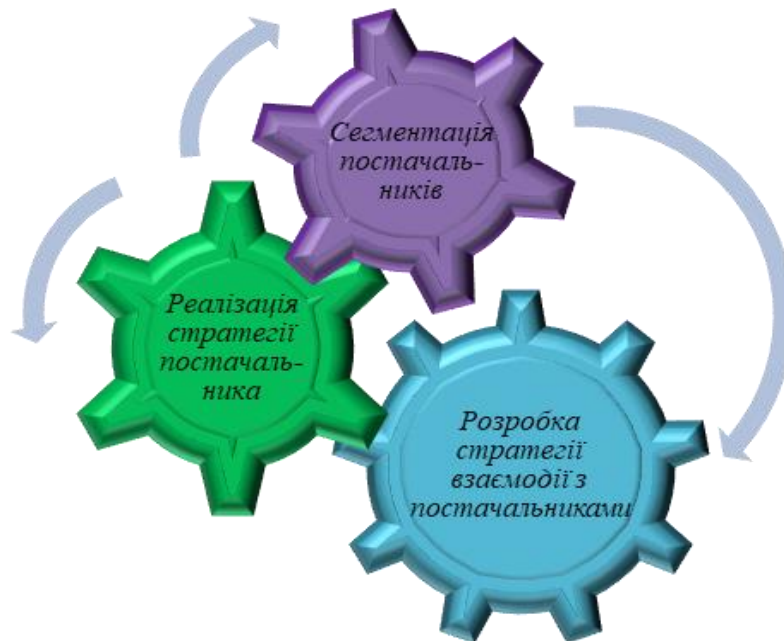 Сегментація
постачаль-
ників
Реалізація
стратегії
постачаль-
ника
Розробка
стратегії
взаємодії з
постачальниками